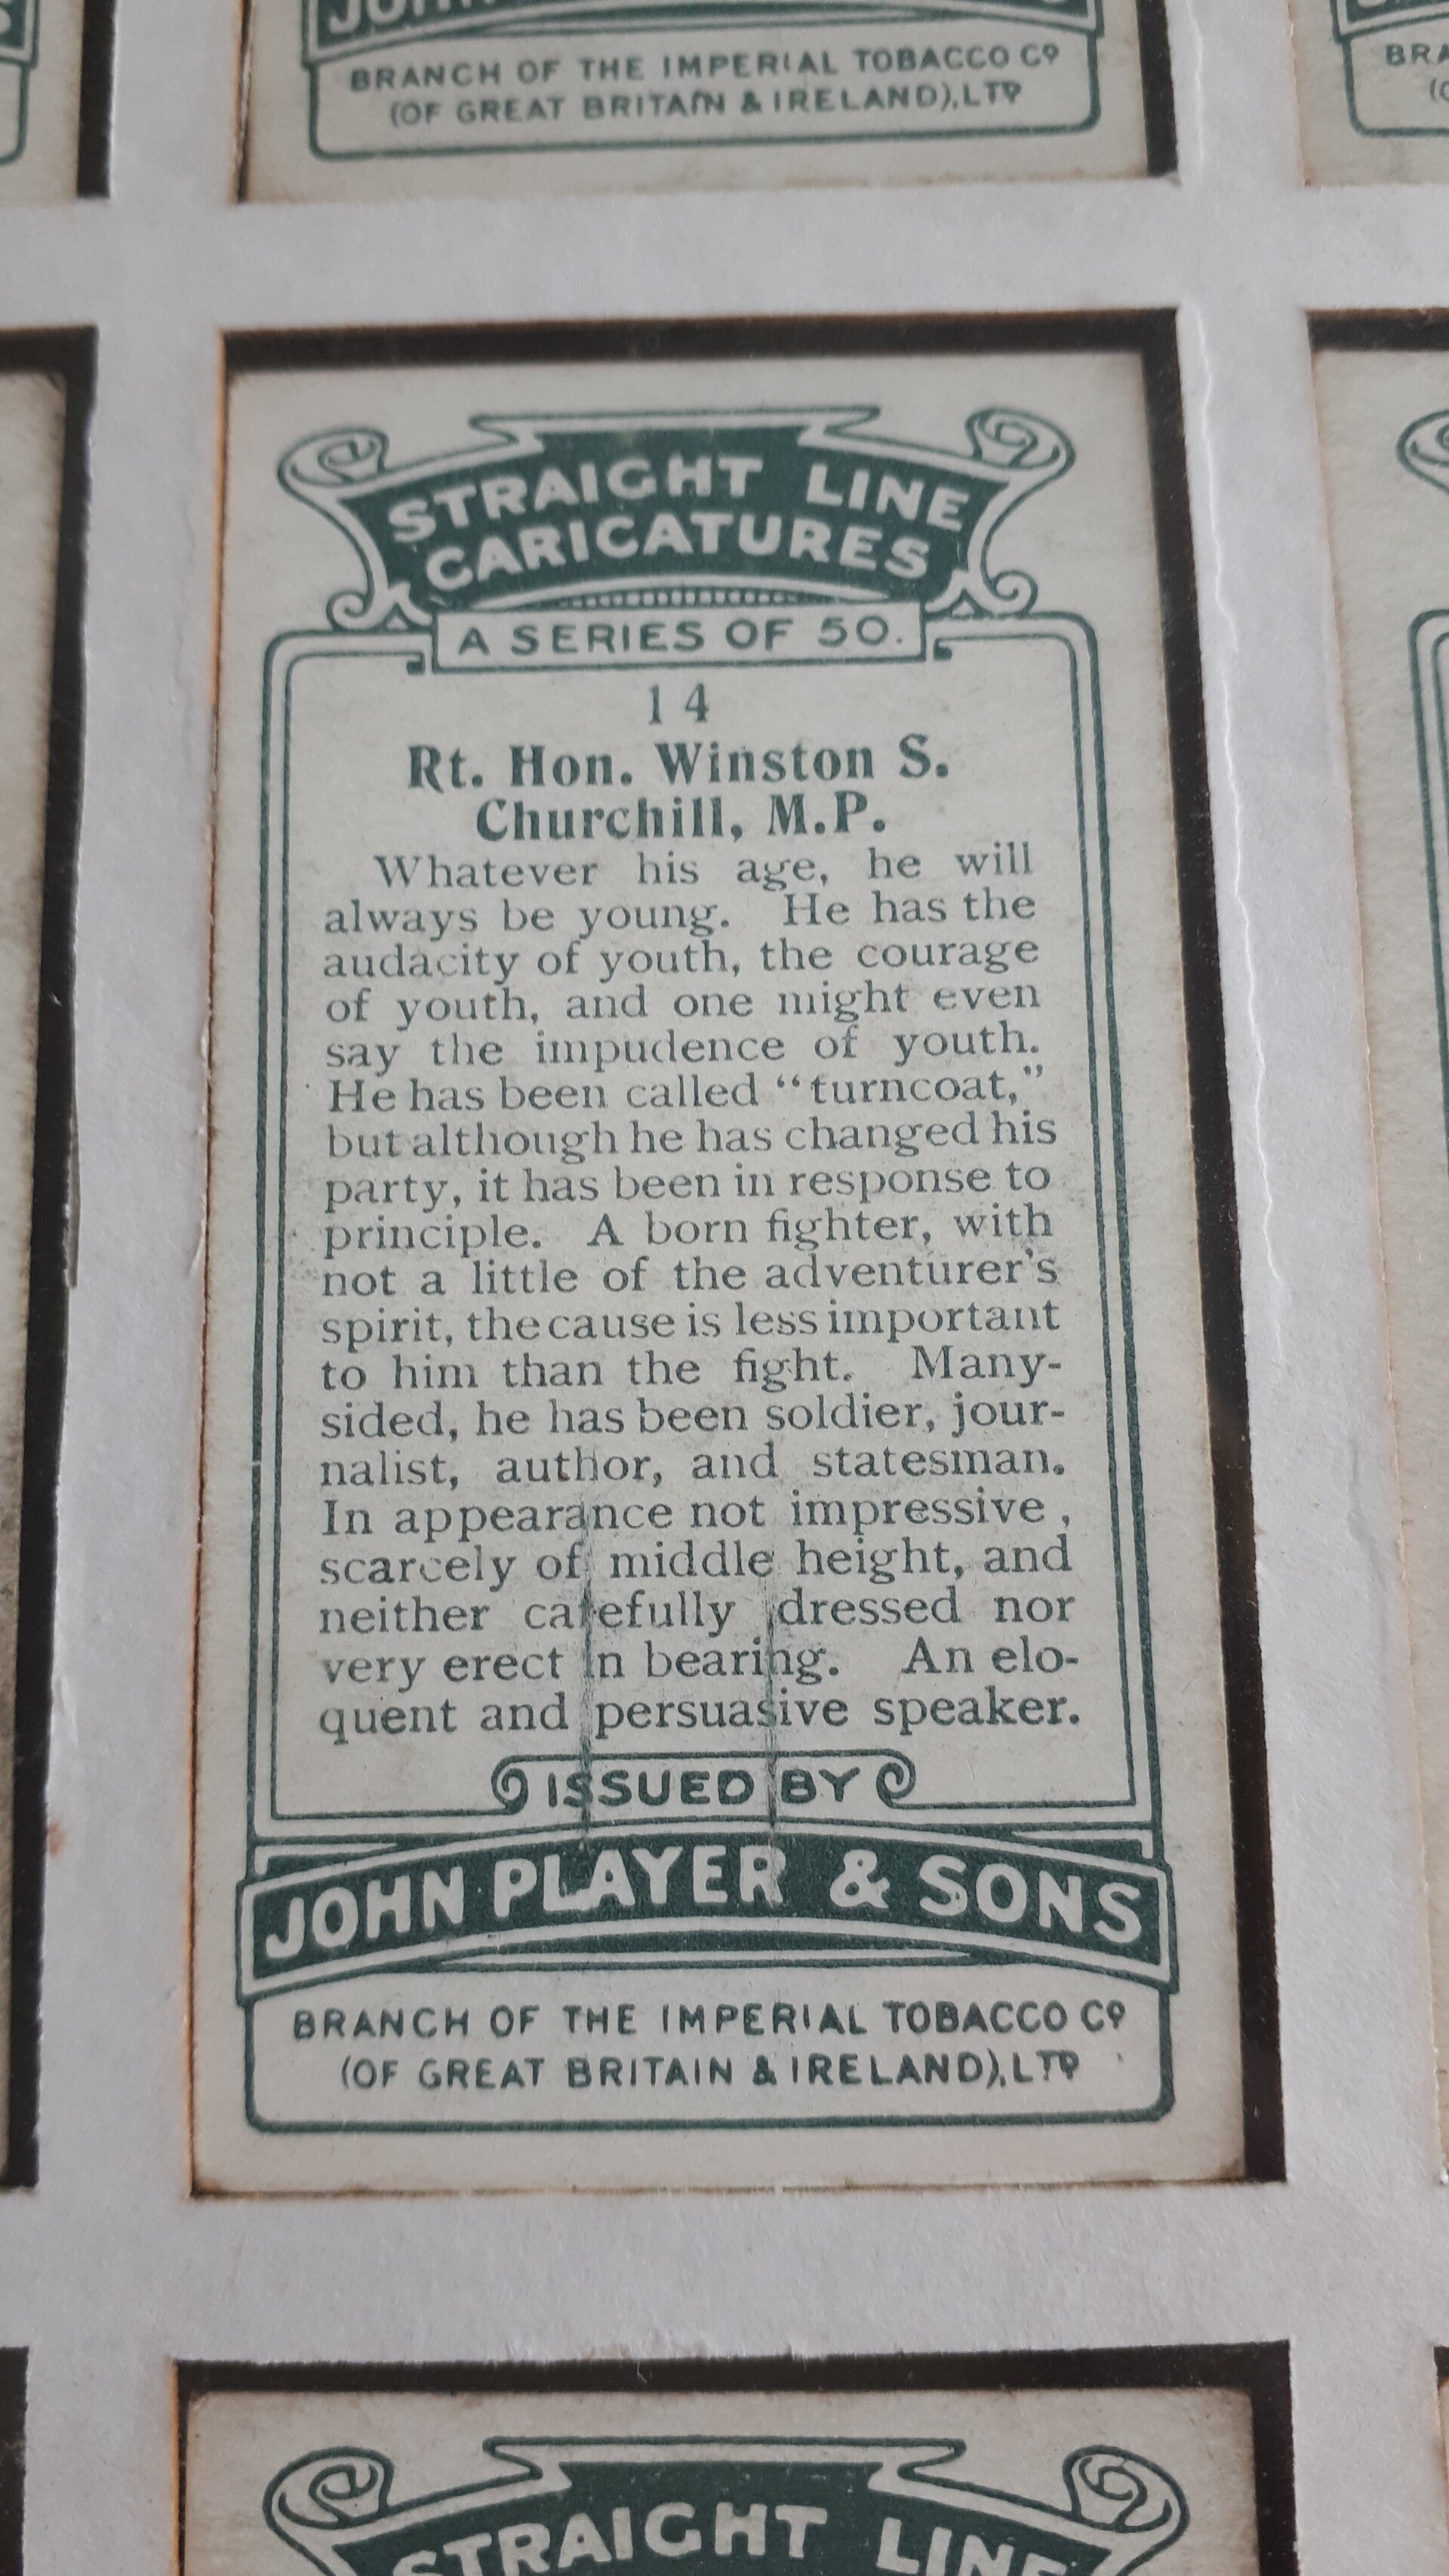 BRANCH OF THE IMPERIAL TOBACCO Cº
(OF GREAT BRITAIN & IRELAND), LTD
STRAIGHT LINE
CARICATURES
A SERIES OF 50.
14
Rt. Hon. Winston S.
Churchill, M.P.
Whatever his age, he will
always be young. He has the
audacity of youth, the courage
of youth, and one might even
say the impudence of youth.
He has been called “turncoat,”
but although he has changed his
party, it has been in response to
principle. A born fighter, with
not a little of the adventurer's
spirit, the cause is less important
to him than the fight. Many-
sided, he has been soldier, jour-
nalist, author, and statesman.
In appearance not impressive,
scarcely of middle height, and
neither carefully dressed nor
very erect in bearing. An elo-
quent and persuasive speaker.
ISSUED BY
JOHN PLAYER & SONS
BRANCH OF THE IMPERIAL TOBACCO Cº
(OF GREAT BRITAIN & IRELAND), LTD
STRAIGHT LINE